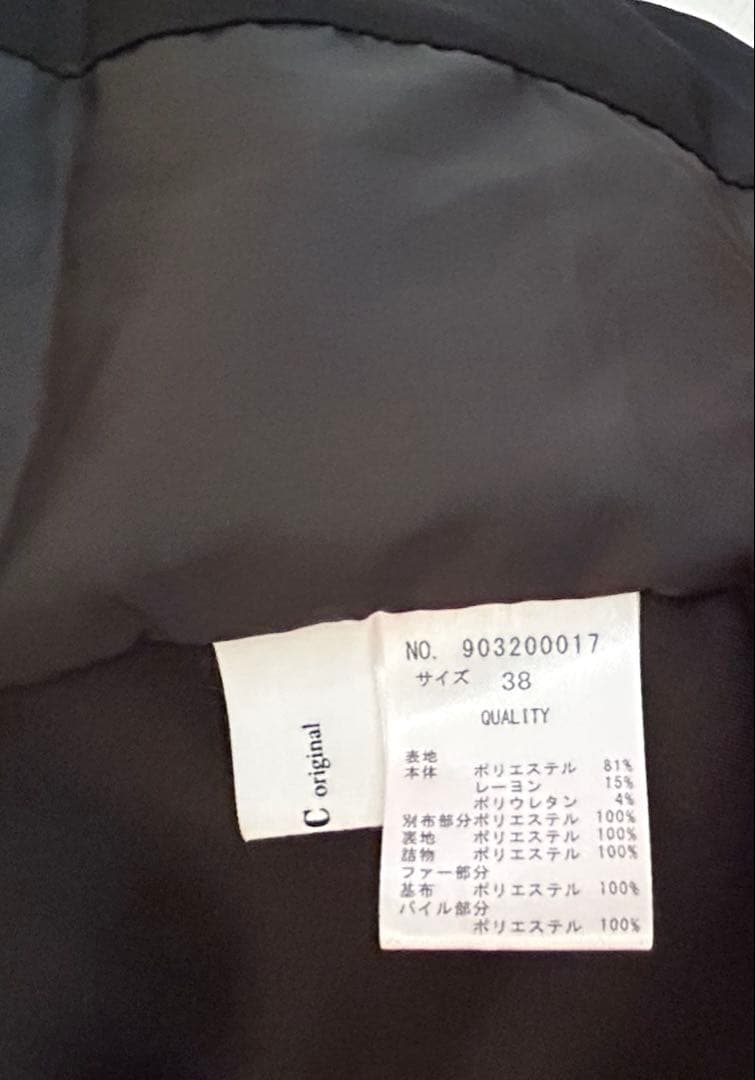 C original
NO. 903200017
サイズ 38
QUALITY
表地
本体 ポリエステル 81%
レーヨン 15%
ポリウレタン 4%
別布部分ポリエステル 100%
裏地 ポリエステル 100%
詰物 ポリエステル 100%
ファー部分
基布 ポリエステル 100%
パイル部分
ポリエステル 100%